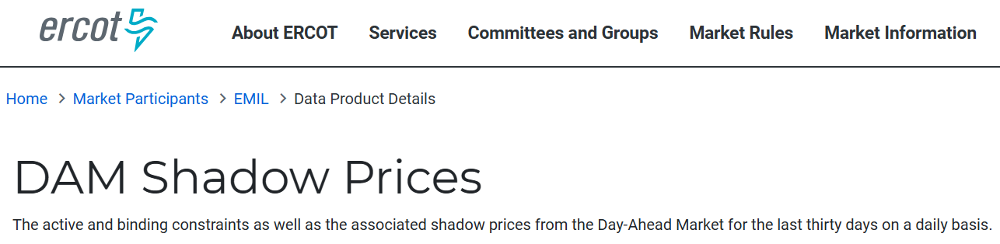 ercot
About ERCOT Services Committees and Groups Market Rules Market Information
Home > Market Participants > EMIL > Data Product Details
DAM Shadow Prices
The active and binding constraints as well as the associated shadow prices from the Day-Ahead Market for the last thirty days on a daily basis.